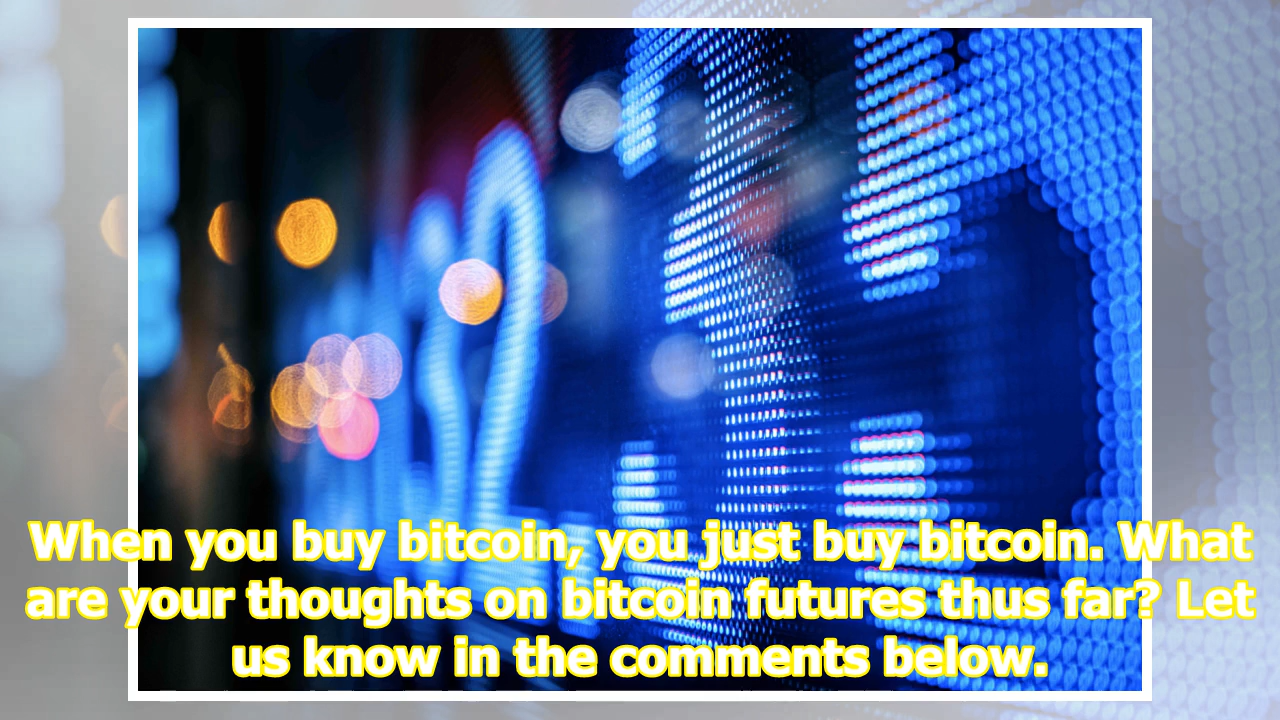 When you buy bitcoin, you just buy bitcoin. What
are your thoughts on bitcoin futures thus far? Let
us know in the comments below.